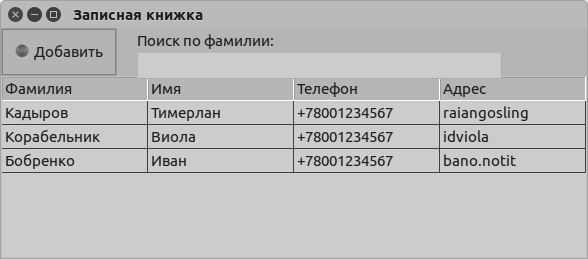 Записная книжка
Добавить
Поиск по фамилии:
Фамилия Имя Телефон Адрес
Кадыров Тимерлан +78001234567 raiangosling
Корабельник Виола +78001234567 idviola
Бобренко Иван +78001234567 bano.notit